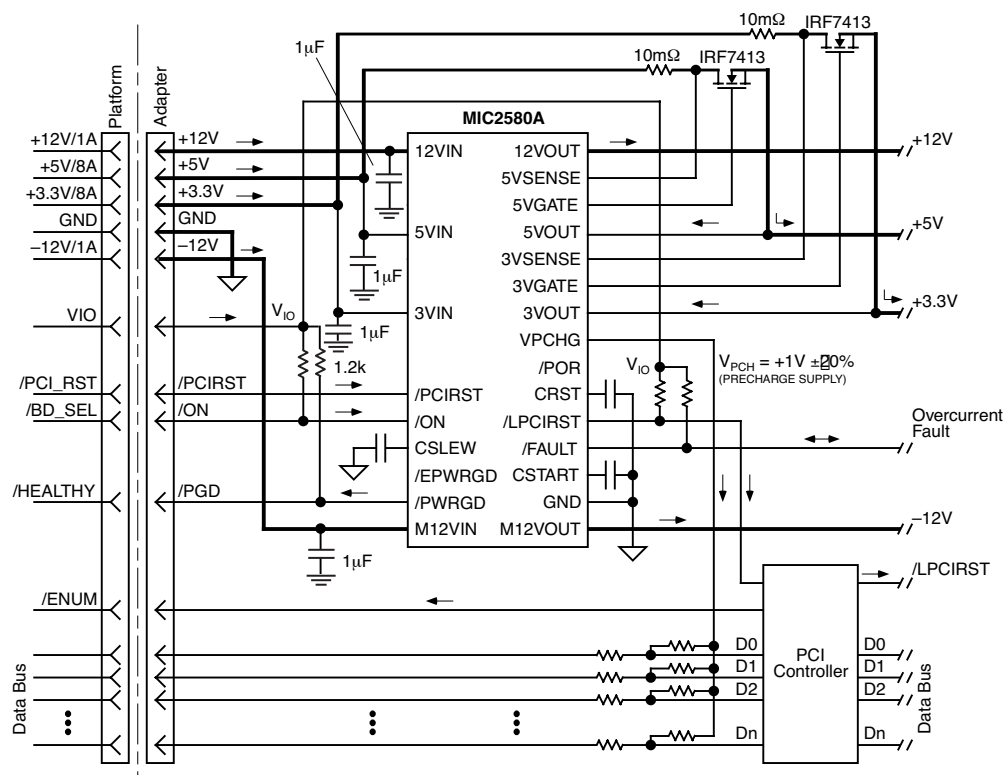 10mΩ
IRF7413
10mΩ
IRF7413
1μF
Platform
Adapter
MIC2580A
+12V/1A
+5V/8A
+3.3V/8A
GND
–12V/1A
VIO
/PCI_RST
/BD_SEL
/HEALTHY
/ENUM
Data Bus
+12V
+5V
+3.3V
GND
–12V
VIO
/PCIRST
/ON
/PGD
1μF
1μF
1.2k
1μF
12VIN
5VIN
3VIN
/PCIRST
/ON
CSLEW
/EPWRGD
/PWRGD
M12VIN
12VOUT
5VSENSE
5VGATE
5VOUT
3VSENSE
3VGATE
3VOUT
VPCHG
/POR
CRST
/LPCIRST
/FAULT
CSTART
GND
M12VOUT
VIO
VPCH = +1V ±20%
(PRECHARGE SUPPLY)
+12V
+5V
+3.3V
Overcurrent
Fault
–12V
/LPCIRST
PCI
Controller
D0
D1
D2
Dn
D0
D1
D2
Dn
Data Bus